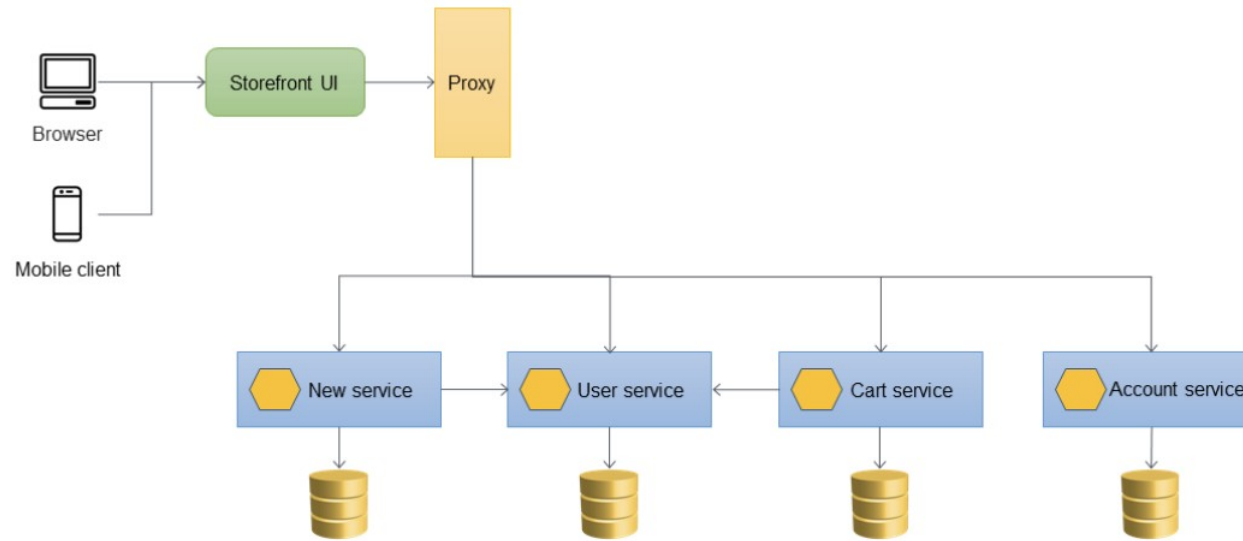 Storefront UI
Proxy
Browser
Mobile client
New service
User service
Cart service
Account service